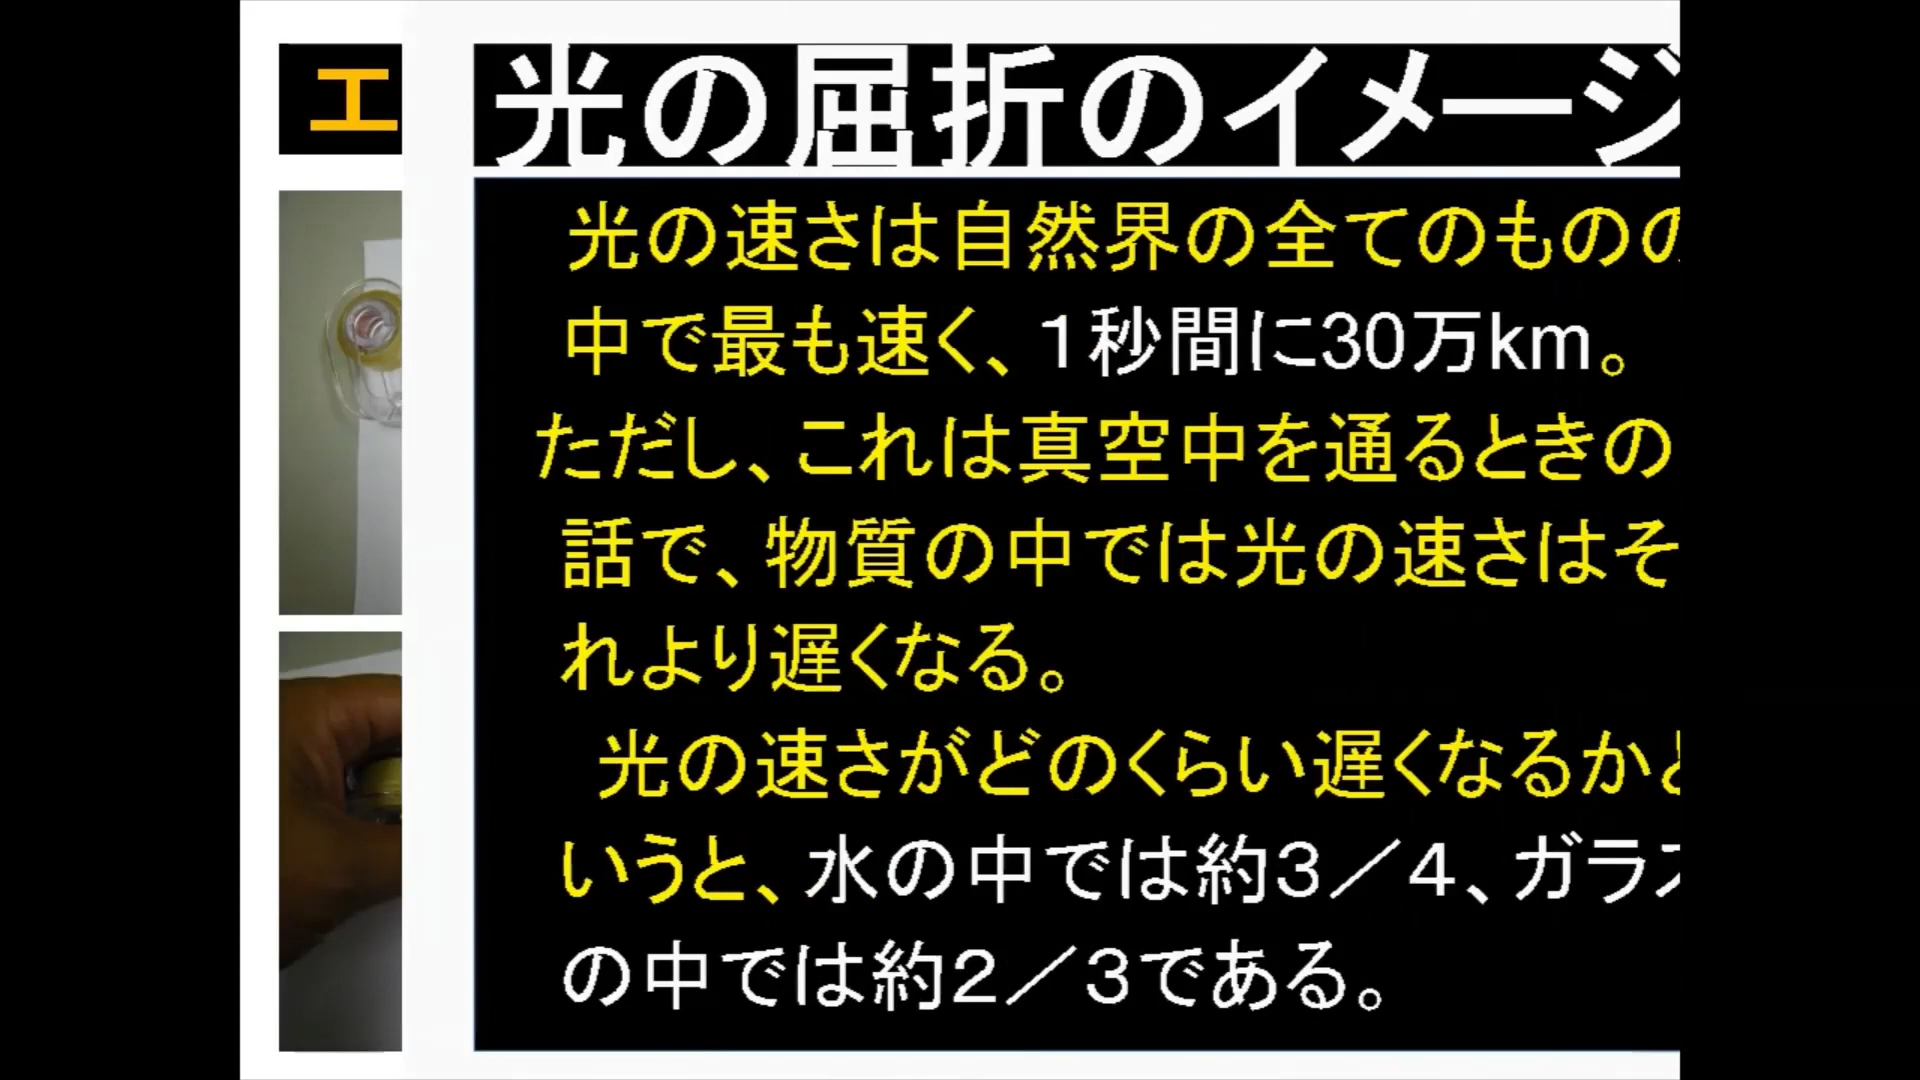 エ
光の屈折のイメージ
光の速さは自然界の全てのものの
中で最も速く、１秒間に30万km。
ただし、これは真空中を通るときの
話で、物質の中では光の速さはそ
れより遅くなる。
光の速さがどのくらい遅くなるかと
いうと、水の中では約３／４、ガラス
の中では約２／３である。